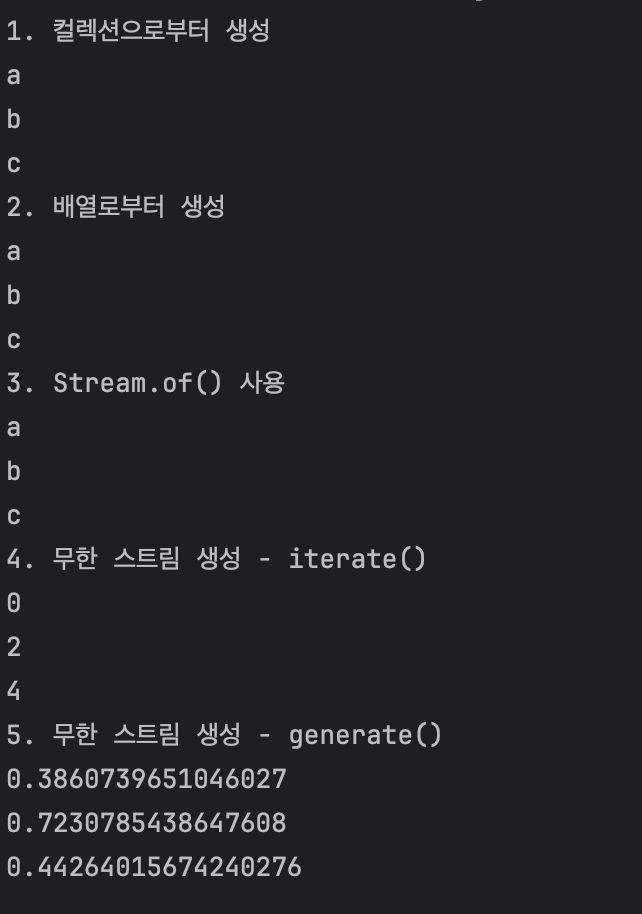 1. 컬렉션으로부터 생성
a
b
c
2. 배열로부터 생성
a
b
c
3. Stream.of() 사용
a
b
c
4. 무한 스트림 생성 - iterate()
0
2
4
5. 무한 스트림 생성 - generate()
0.3860739651046027
0.7230785438647608
0.44264015674240276